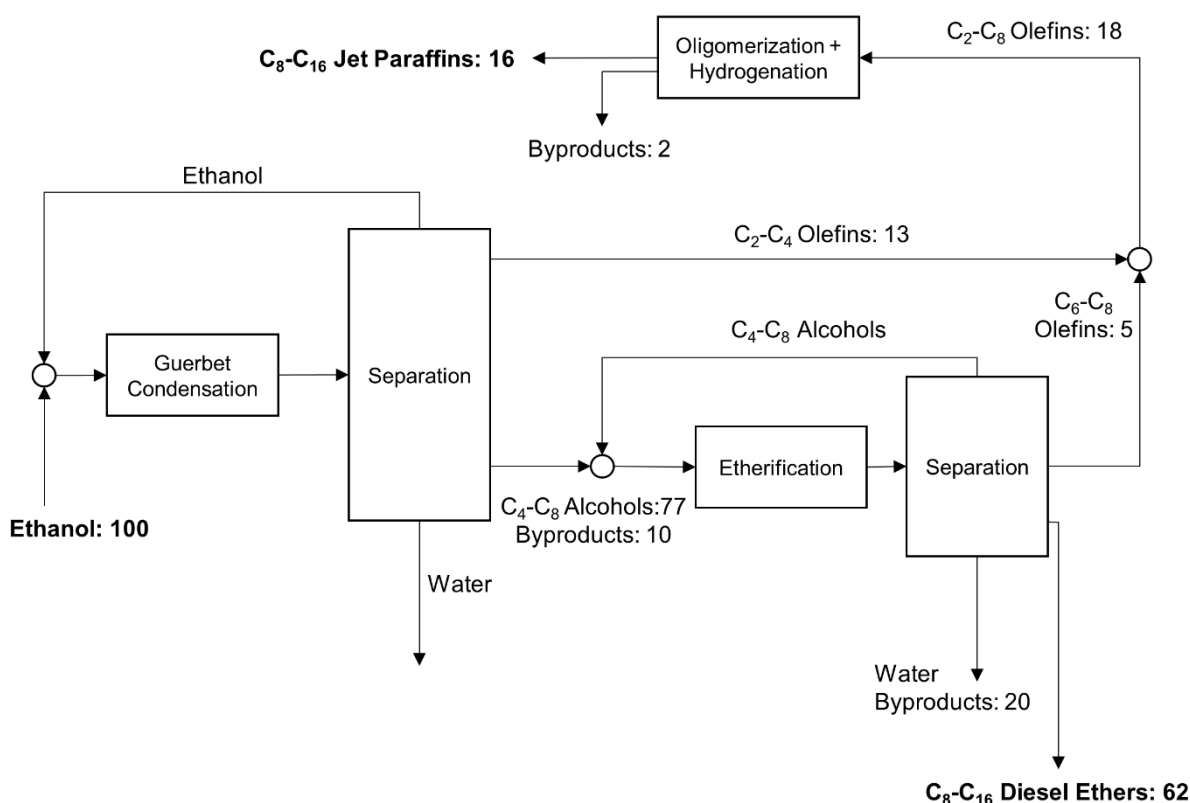 C₂-C₈ Olefins: 18
Oligomerization +
Hydrogenation
C₈-C₁₆ Jet Paraffins: 16
Byproducts: 2
Ethanol
C₂-C₄ Olefins: 13
C₆-C₈
Olefins: 5
C₄-C₈ Alcohols
Guerbet
Condensation
Separation
Etherification
Separation
C₄-C₈ Alcohols:77
Byproducts: 10
Ethanol: 100
Water
Water
Byproducts: 20
C₈-C₁₆ Diesel Ethers: 62